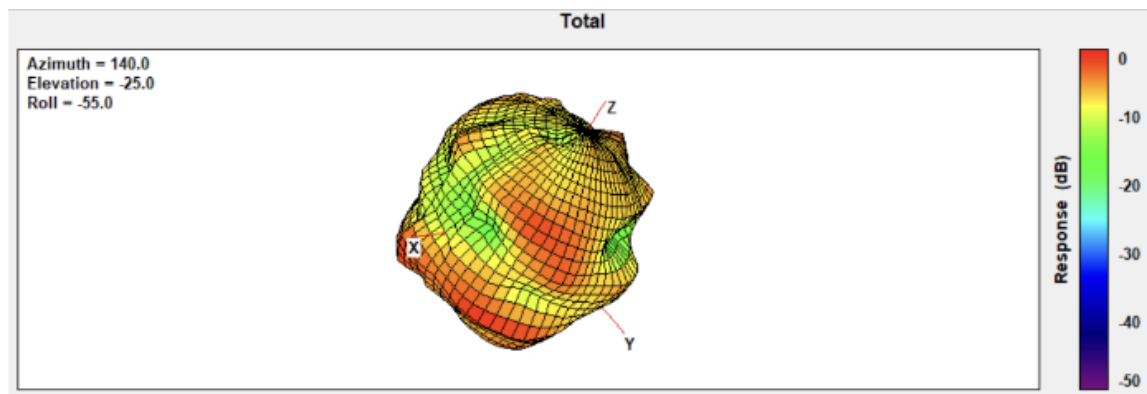 Total
Azimuth = 140.0
Elevation = -25.0
Roll = -55.0
Z
X
Y
0
-10
-20
-30
-40
-50
Response (dB)